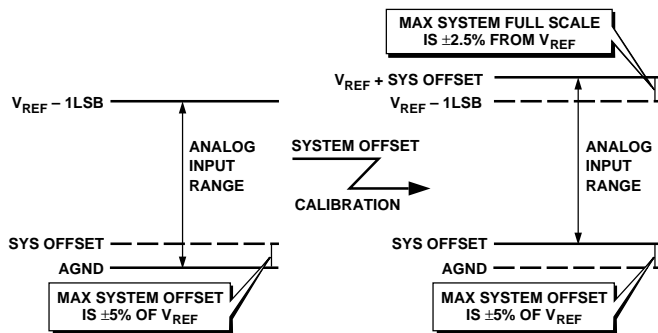 MAX SYSTEM FULL SCALE
IS ±2.5% FROM VREF
VREF – 1LSB
ANALOG
INPUT
RANGE
SYS OFFSET
AGND
MAX SYSTEM OFFSET
IS ±5% OF VREF
SYSTEM OFFSET
CALIBRATION
VREF + SYS OFFSET
VREF – 1LSB
ANALOG
INPUT
RANGE
SYS OFFSET
AGND
MAX SYSTEM OFFSET
IS ±5% OF VREF